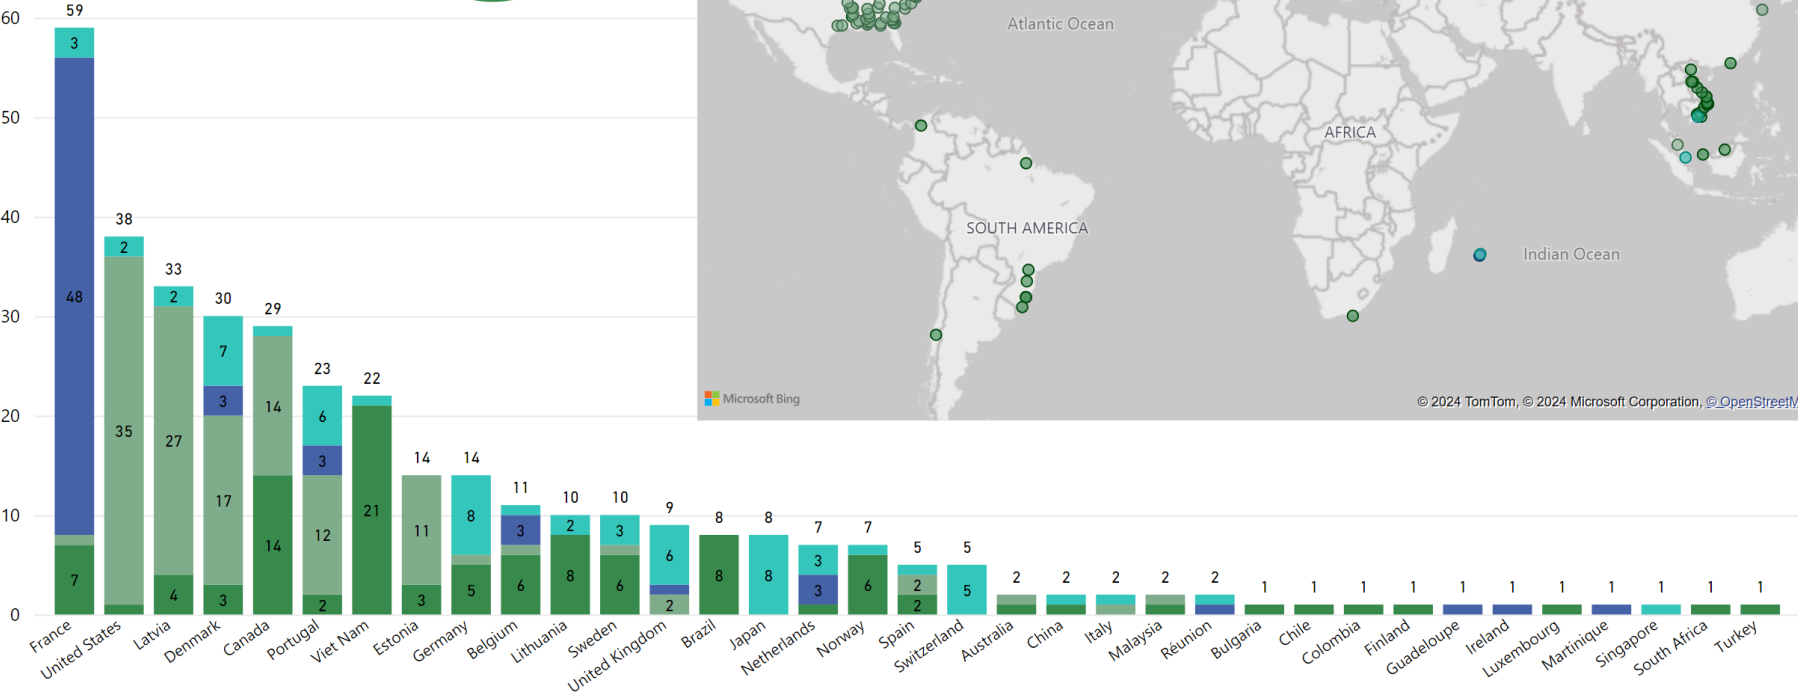 59
60
3
50
48
40
30
20
10
7
0
38
2
35
33
2
27
4
30
7
3
17
3
29
14
14
23
6
3
12
2
22
21
14
11
3
14
8
5
11
3
6
10
2
8
10
3
6
9
6
2
8
8
8
8
7
3
3
7
6
5
2
2
5
5
2
2
2
2
2
1
1
1
1
1
1
1
1
1
1
1
France
United States
Latvia
Denmark
Canada
Portugal
Viet Nam
Estonia
Germany
Belgium
Lithuania
Sweden
United Kingdom
Brazil
Japan
Netherlands
Norway
Spain
Switzerland
Australia
China
Italy
Malaysia
Réunion
Bulgaria
Chile
Colombia
Finland
Guadeloupe
Ireland
Luxembourg
Martinique
Singapore
South Africa
Turkey
Atlantic Ocean
AFRICA
SOUTH AMERICA
Indian Ocean
Microsoft Bing
© 2024 TomTom, © 2024 Microsoft Corporation, © OpenStreetM